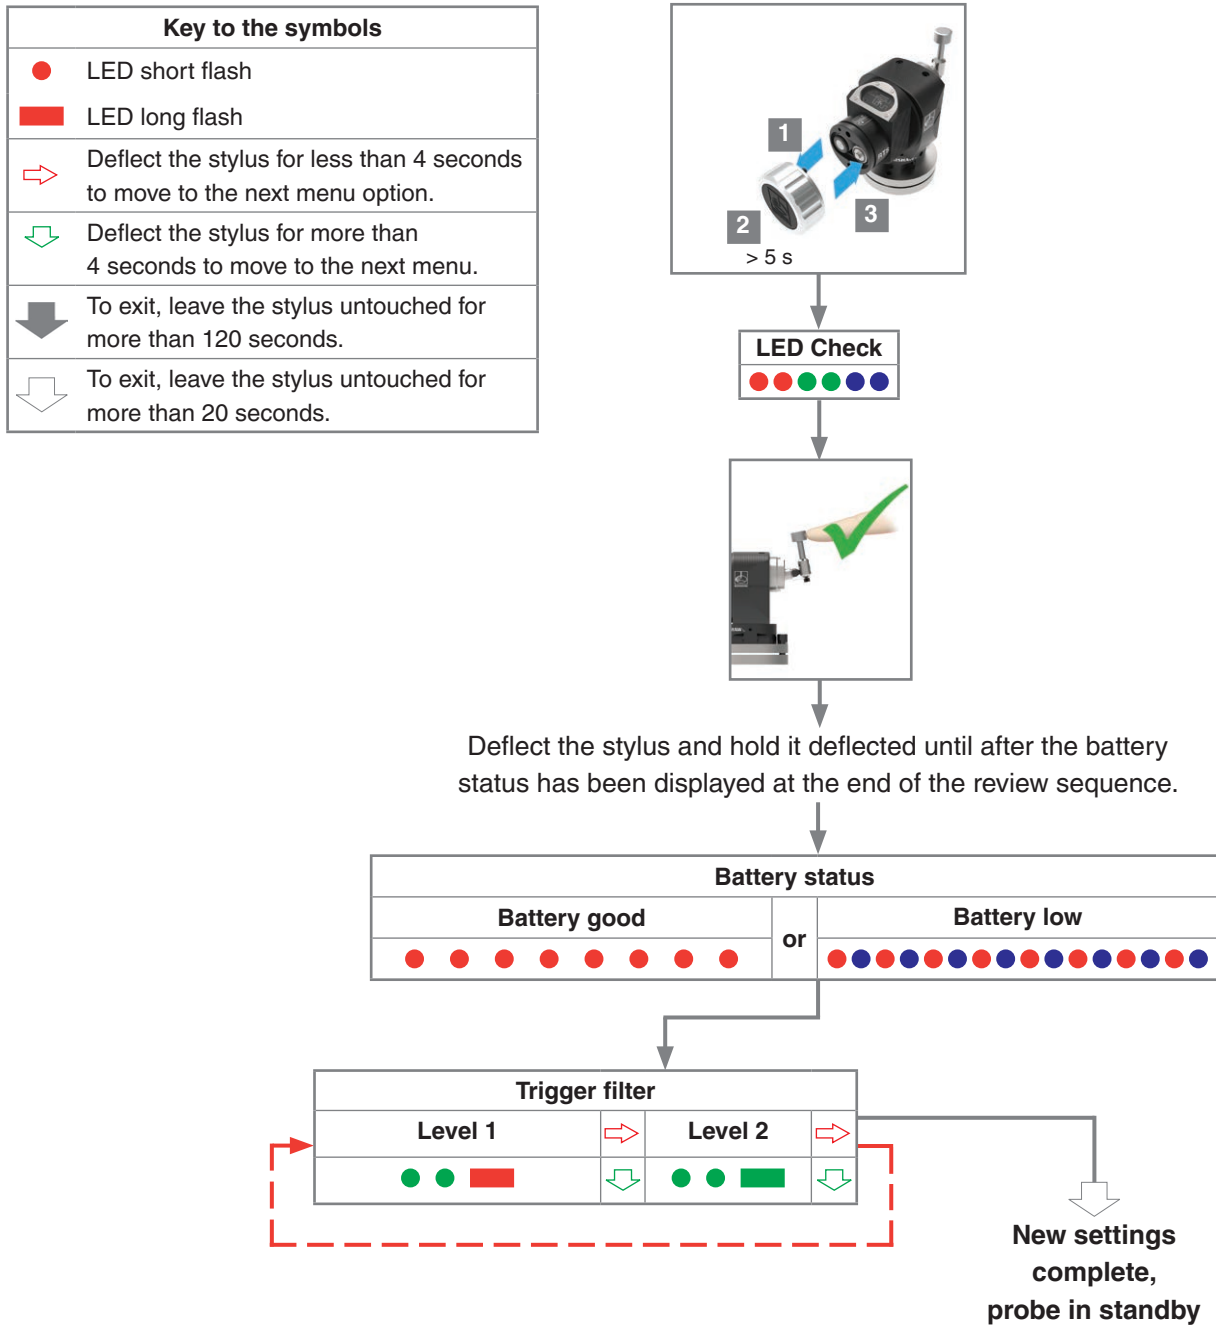 Key to the symbols
LED short flash
LED long flash
Deflect the stylus for less than 4 seconds
to move to the next menu option.
Deflect the stylus for more than
4 seconds to move to the next menu.
To exit, leave the stylus untouched for
more than 120 seconds.
To exit, leave the stylus untouched for
more than 20 seconds.
1
2
3
> 5 s
LED Check
Deflect the stylus and hold it deflected until after the battery
status has been displayed at the end of the review sequence.
Battery status
Battery good
or
Battery low
Trigger filter
Level 1
Level 2
New settings
complete,
probe in standby